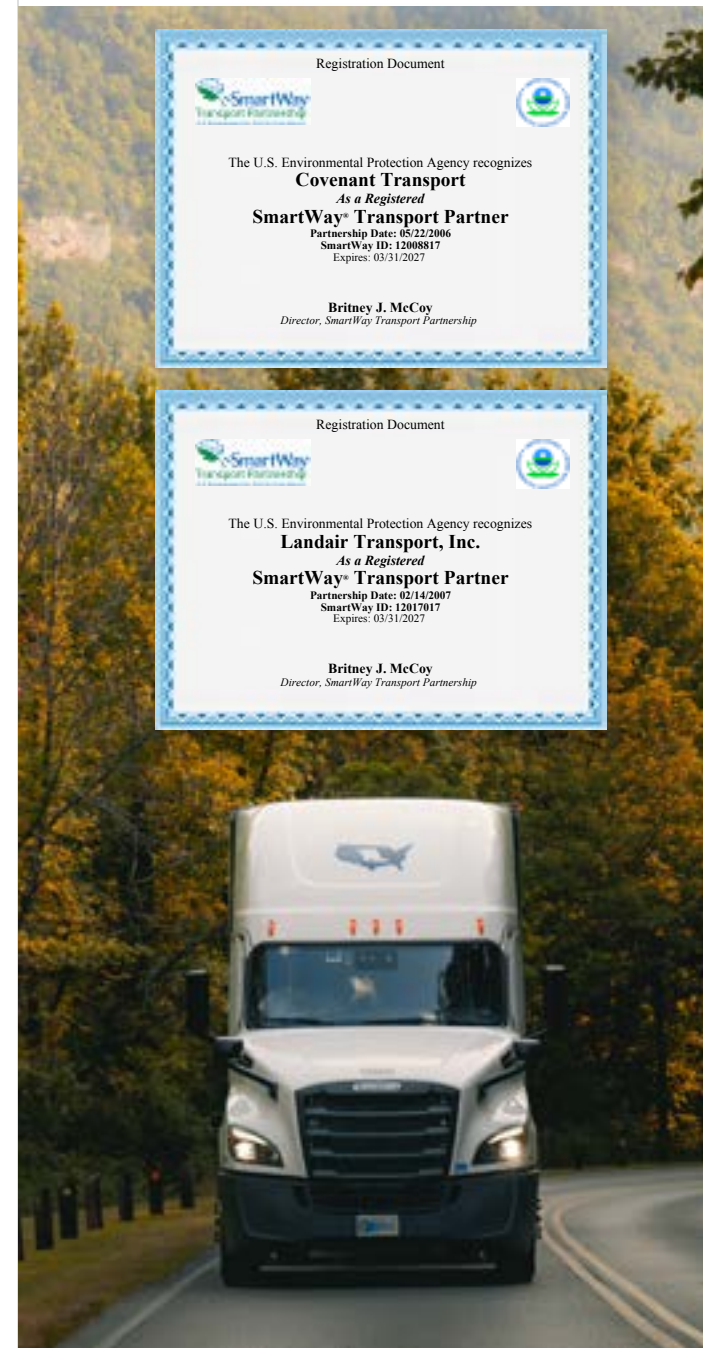 Registration Document
SmartWay
Transport Partnership
The U.S. Environmental Protection Agency recognizes
Covenant Transport
As a Registered
SmartWay® Transport Partner
Partnership Date: 05/22/2006
SmartWay ID: 12008817
Expires: 03/31/2027
Britney J. McCoy
Director, SmartWay Transport Partnership
Registration Document
SmartWay
Transport Partnership
The U.S. Environmental Protection Agency recognizes
Landair Transport, Inc.
As a Registered
SmartWay® Transport Partner
Partnership Date: 02/14/2007
SmartWay ID: 12017017
Expires: 03/31/2027
Britney J. McCoy
Director, SmartWay Transport Partnership